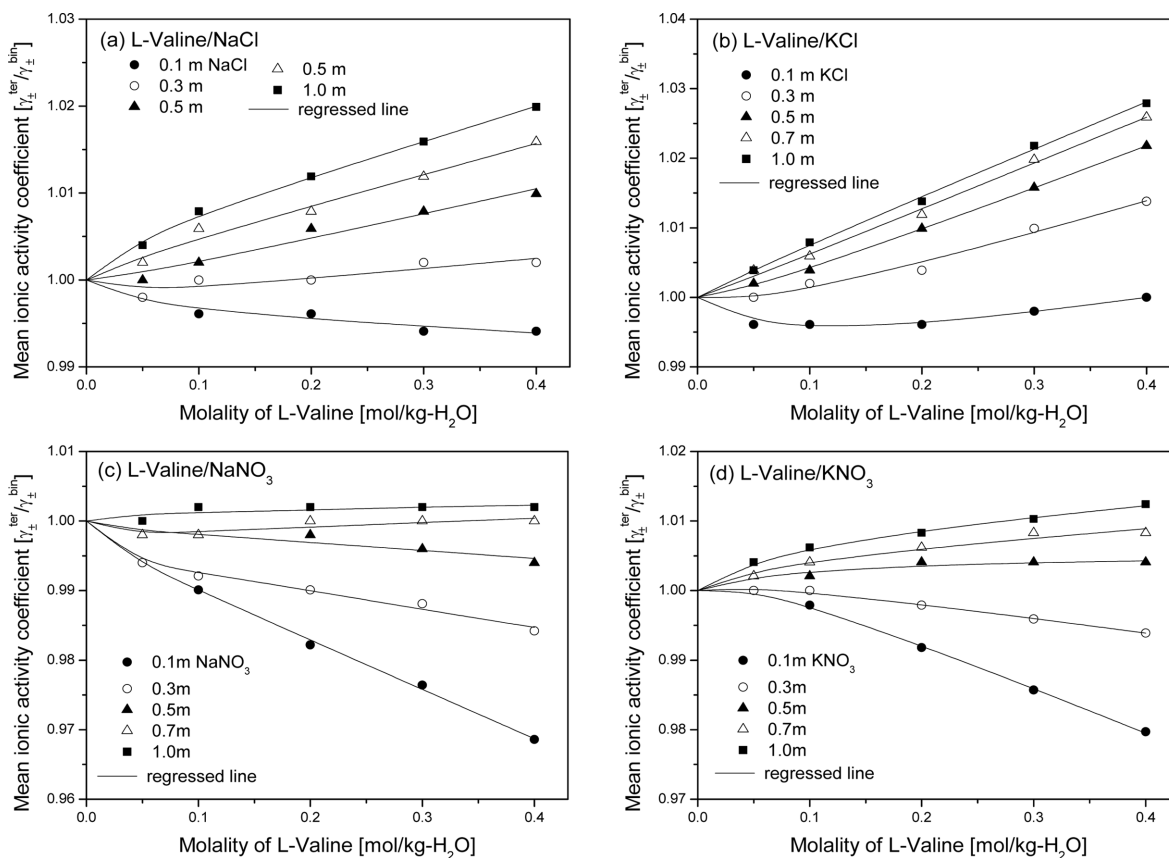 (a) L-Valine/NaCl
0.1 m NaCl
0.3 m
0.5 m
0.5 m
1.0 m
regressed line
Mean ionic activity coefficient [γ±^ter/γ±^bin]
1.03
1.02
1.01
1.00
0.99
0.0 0.1 0.2 0.3 0.4
Molality of L-Valine [mol/kg-H₂O]
(b) L-Valine/KCl
0.1 m KCl
0.3 m
0.5 m
0.7 m
1.0 m
regressed line
Mean ionic activity coefficient [γ±^ter/γ±^bin]
1.04
1.03
1.02
1.01
1.00
0.99
0.0 0.1 0.2 0.3 0.4
Molality of L-Valine [mol/kg-H₂O]
(c) L-Valine/NaNO₃
0.1m NaNO₃
0.3m
0.5m
0.7m
1.0m
regressed line
Mean ionic activity coefficient [γ±^ter/γ±^bin]
1.01
1.00
0.99
0.98
0.97
0.96
0.0 0.1 0.2 0.3 0.4
Molality of L-Valine [mol/kg-H₂O]
(d) L-Valine/KNO₃
0.1m KNO₃
0.3m
0.5m
0.7m
1.0m
regressed line
Mean ionic activity coefficient [γ±^ter/γ±^bin]
1.02
1.01
1.00
0.99
0.98
0.97
0.0 0.1 0.2 0.3 0.4
Molality of L-Valine [mol/kg-H₂O]